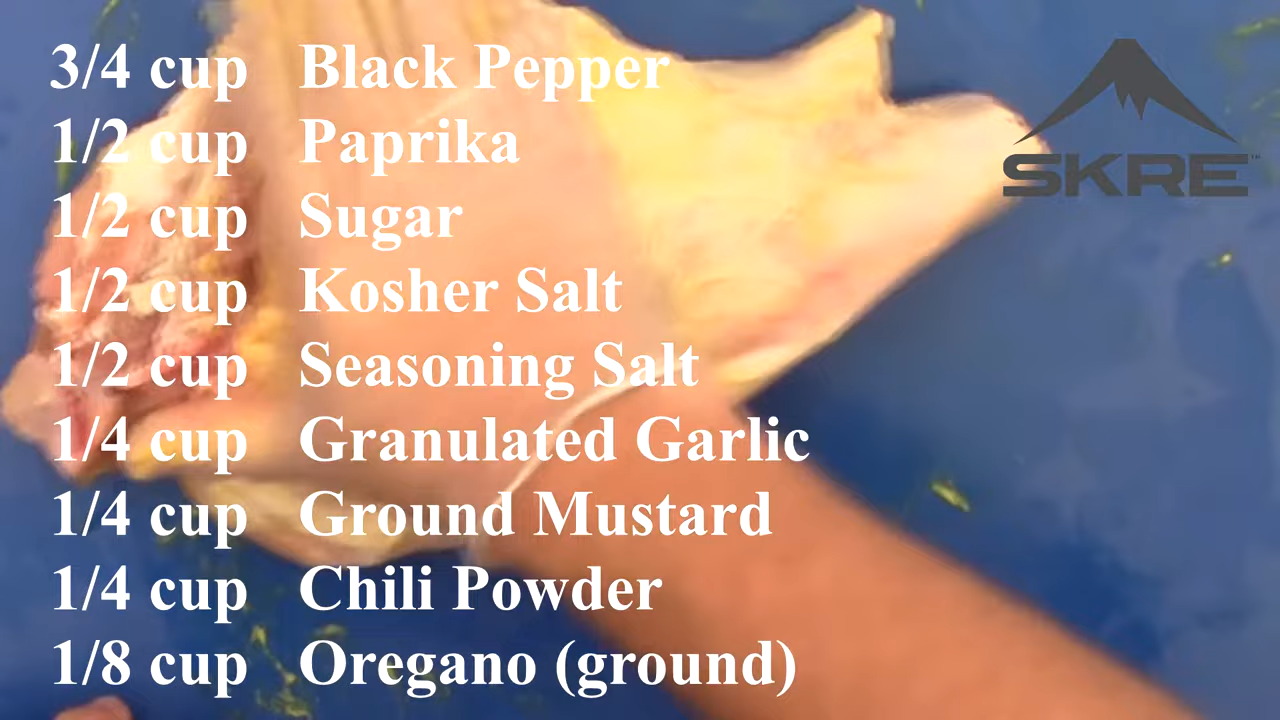 3/4 cup Black Pepper
1/2 cup Paprika
1/2 cup Sugar
1/2 cup Kosher Salt
1/2 cup Seasoning Salt
1/4 cup Granulated Garlic
1/4 cup Ground Mustard
1/4 cup Chili Powder
1/8 cup Oregano (ground)
SKRE™